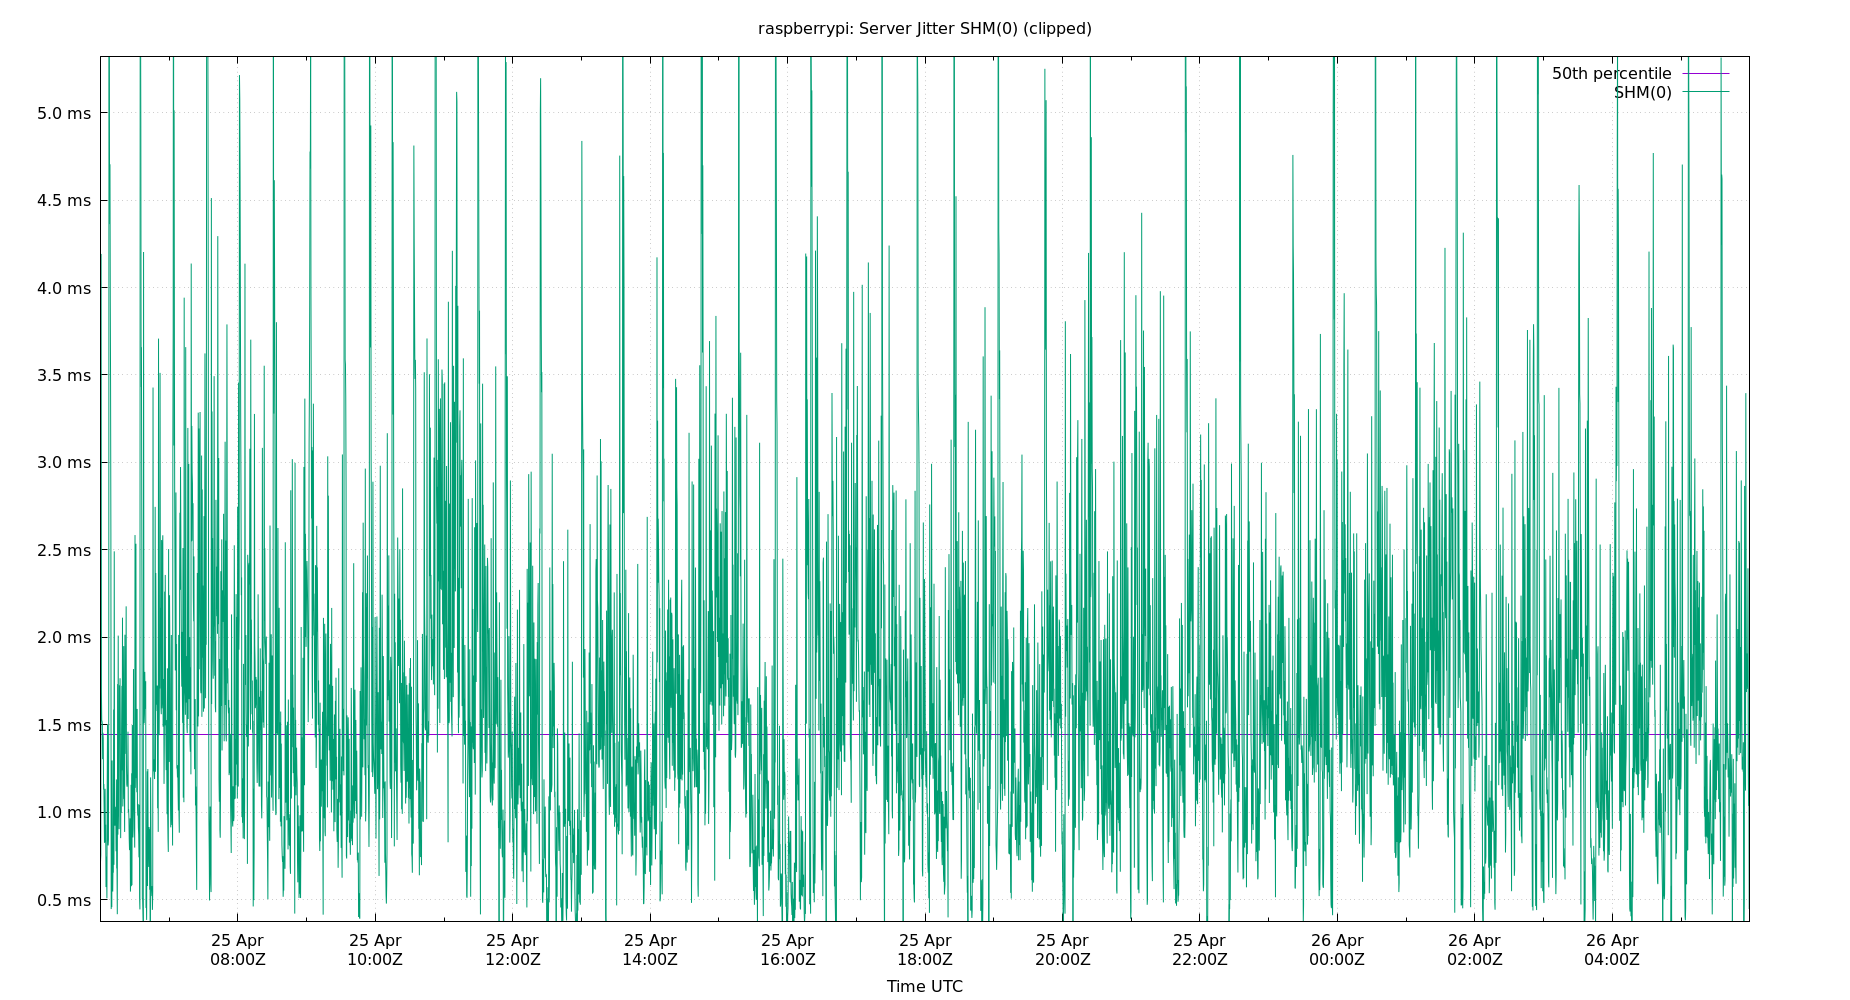 raspberrypi: Server Jitter SHM(0) (clipped)
50th percentile
SHM(0)
5.0 ms
4.5 ms
4.0 ms
3.5 ms
3.0 ms
2.5 ms
2.0 ms
1.5 ms
1.0 ms
0.5 ms
25 Apr 25 Apr 25 Apr 25 Apr 25 Apr 25 Apr 25 Apr 25 Apr 26 Apr 26 Apr 26 Apr
08:00Z 10:00Z 12:00Z 14:00Z 16:00Z 18:00Z 20:00Z 22:00Z 00:00Z 02:00Z 04:00Z
Time UTC